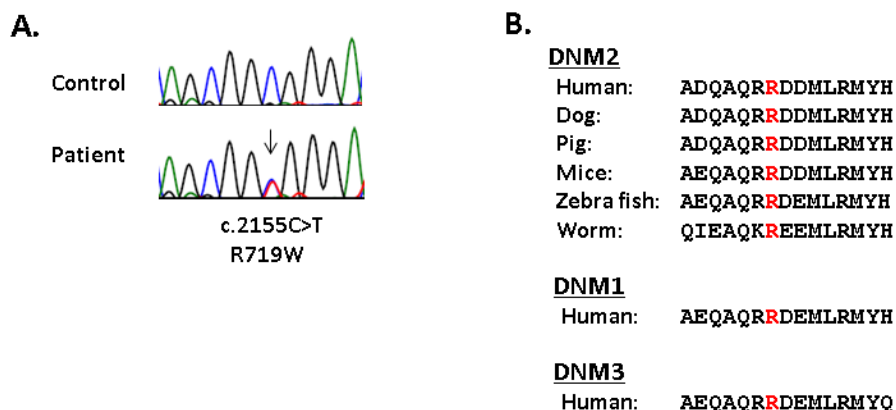 A.
Control
Patient
c.2155C>T
R719W
B.
DNM2
Human: ADQAQRRDDMLRMYH
Dog: ADQAQRRDDMLRMYH
Pig: ADQAQRRDDMLRMYH
Mice: AEQAQRRDDMLRMYH
Zebra fish: AEQAQRRDEMLRMYH
Worm: QIEAQKREEMLRMYH
DNM1
Human: AEQAQRRDEMLRMYH
DNM3
Human: AEQAQRRDEMLRMYQ